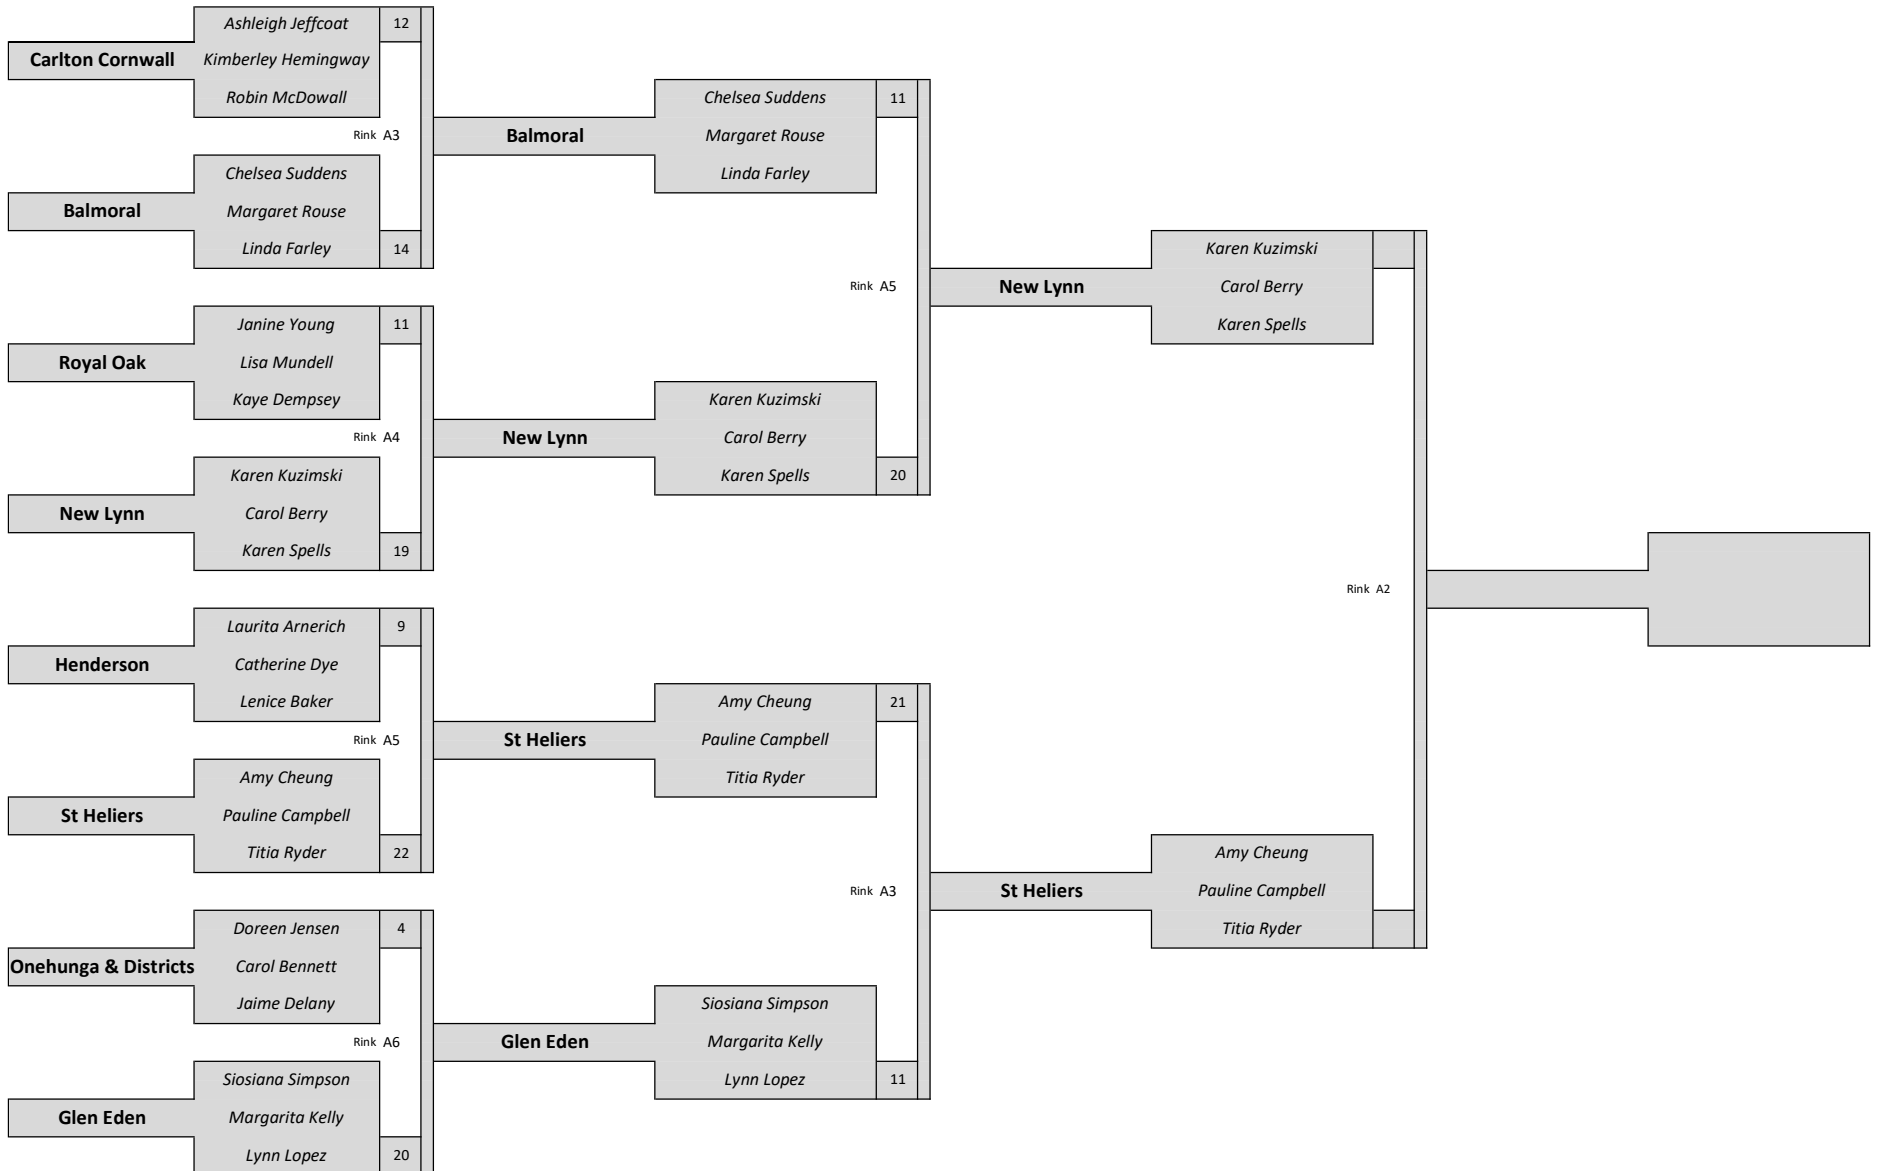 Ashleigh Jeffcoat 12
Carlton Cornwall Kimberley Hemingway
Robin McDowall
Rink A3
Chelsea Suddens
Balmoral Margaret Rouse
Linda Farley 14
Janine Young 11
Royal Oak Lisa Mundell
Kaye Dempsey
Rink A4
Karen Kuzimski
New Lynn Carol Berry
Karen Spells 19
Laurita Arnerich 9
Henderson Catherine Dye
Lenice Baker
Rink A5
Amy Cheung
St Heliers Pauline Campbell
Titia Ryder 22
Doreen Jensen 4
Onehunga & Districts Carol Bennett
Jaime Delany
Rink A6
Siosiana Simpson
Glen Eden Margarita Kelly
Lynn Lopez 20
Chelsea Suddens 11
Balmoral Margaret Rouse
Linda Farley
Rink A5
Karen Kuzimski
New Lynn Carol Berry
Karen Spells 20
Amy Cheung 21
St Heliers Pauline Campbell
Titia Ryder
Rink A3
Siosiana Simpson
Glen Eden Margarita Kelly
Lynn Lopez 11
Karen Kuzimski
New Lynn Carol Berry
Karen Spells
Rink A2
Amy Cheung
St Heliers Pauline Campbell
Titia Ryder